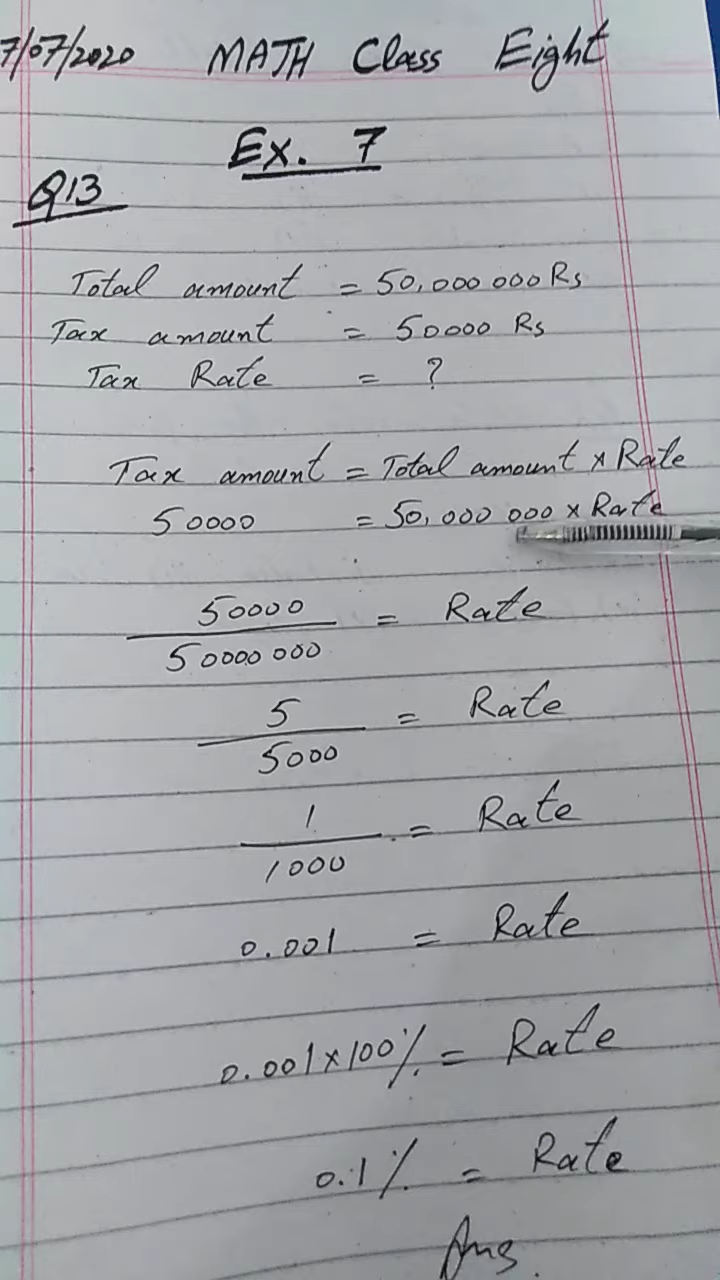 7/07/2020 MATH Class Eight
Ex. 7
Q13
Total amount = 50,000 000 Rs
Tax amount = 50000 Rs
Tax Rate = ?
Tax amount = Total amount x Rate
50000 = 50,000 000 x Rate
50000
= Rate
50000 000
5
= Rate
5000
1
= Rate
1000
0.001 = Rate
0.001x100% = Rate
0.1% = Rate
Ans.